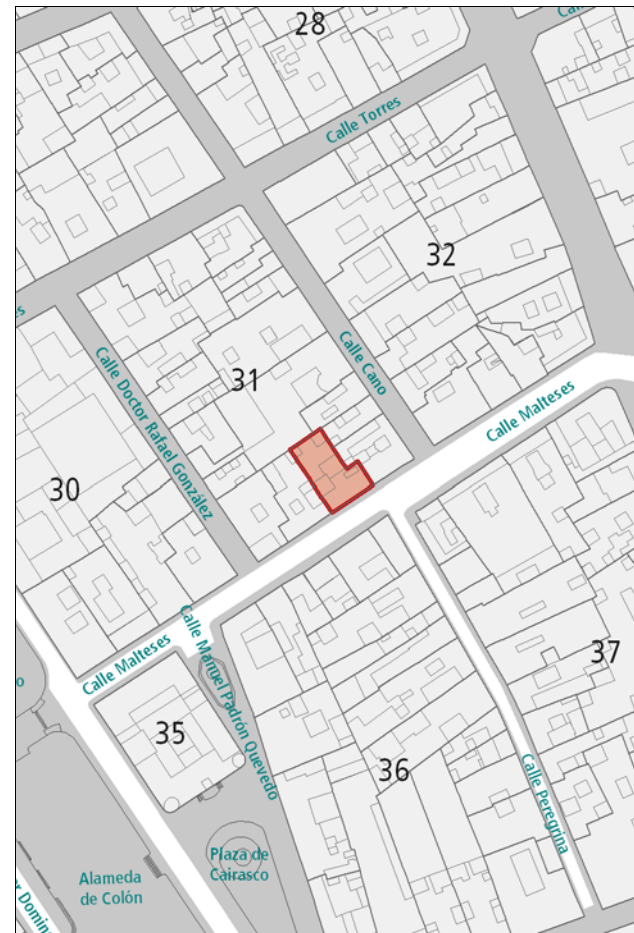 28
Calle Torres
32
Calle Cano
31
Calle Doctor Rafael González
Calle Malteses
30
Calle Malteses
Calle Manuel Padrón Quevedo
37
35
36
Calle Peregrina
Plaza de
Cairasco
Alameda
de Colón